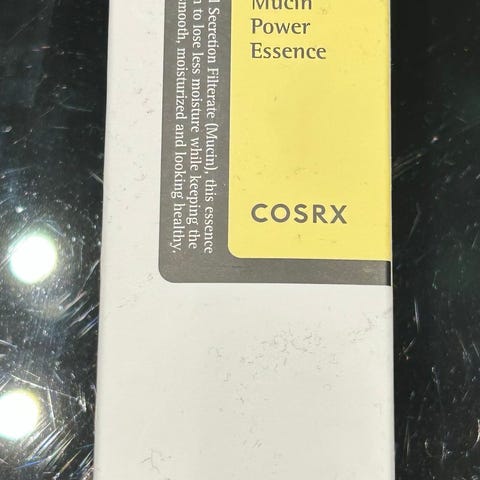 Mucin
Power
Essence
COSRX
Secretion Filterate (Mucin), this essence
to lose less moisture while keeping the
smooth, moisturized and looking healthy.